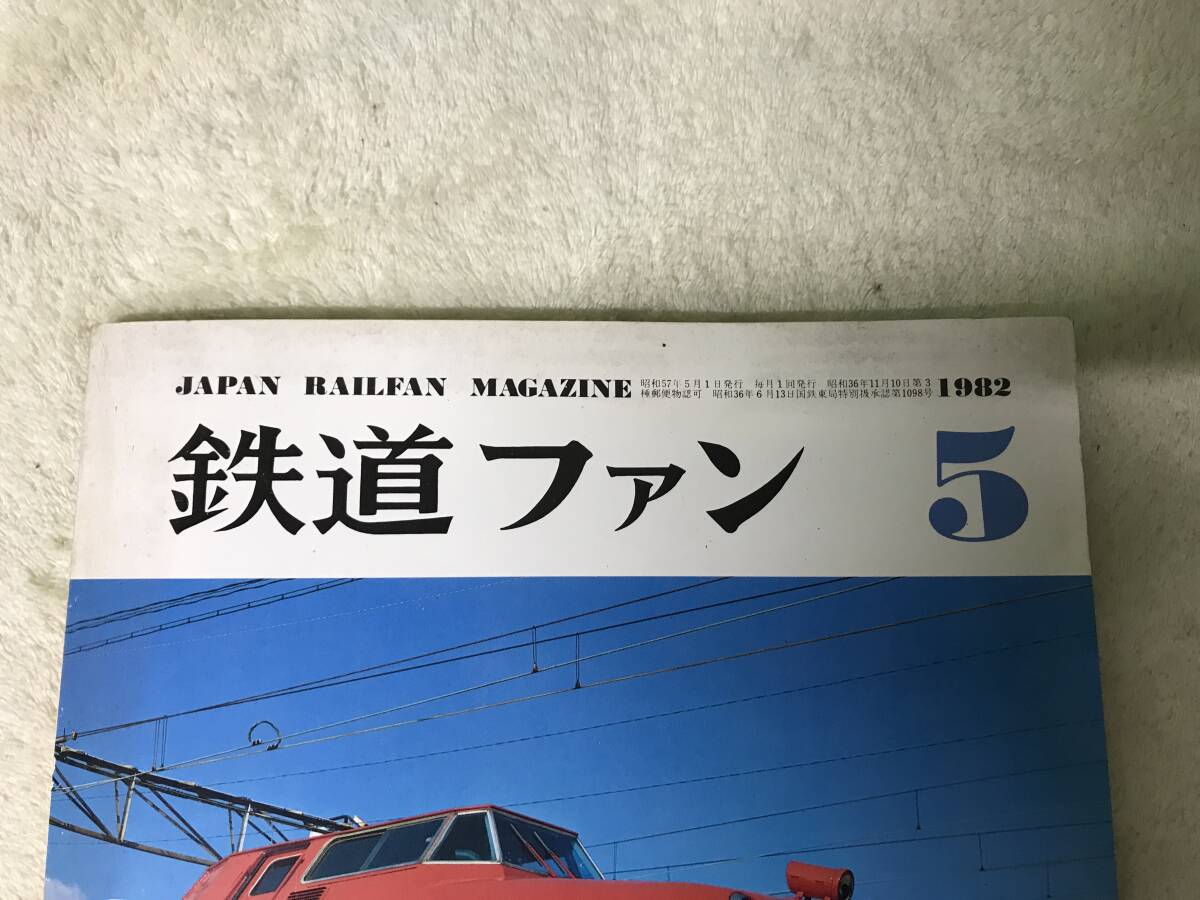 JAPAN RAILFAN MAGAZINE
昭和57年5月1日発行 毎月1回発行 昭和36年11月10日第3
種郵便物認可 昭和36年6月13日国鉄東局特別扱承認第1098号
1982
鉄道ファン
5